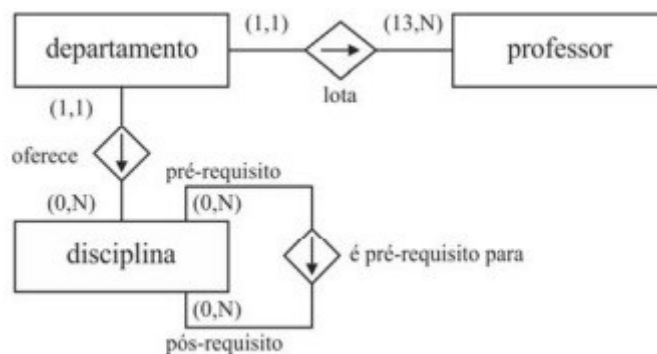 departamento
(1,1)
(13,N)
professor
lota
(1,1)
oferece
(0,N)
pré-requisito
(0,N)
disciplina
é pré-requisito para
(0,N)
pós-requisito